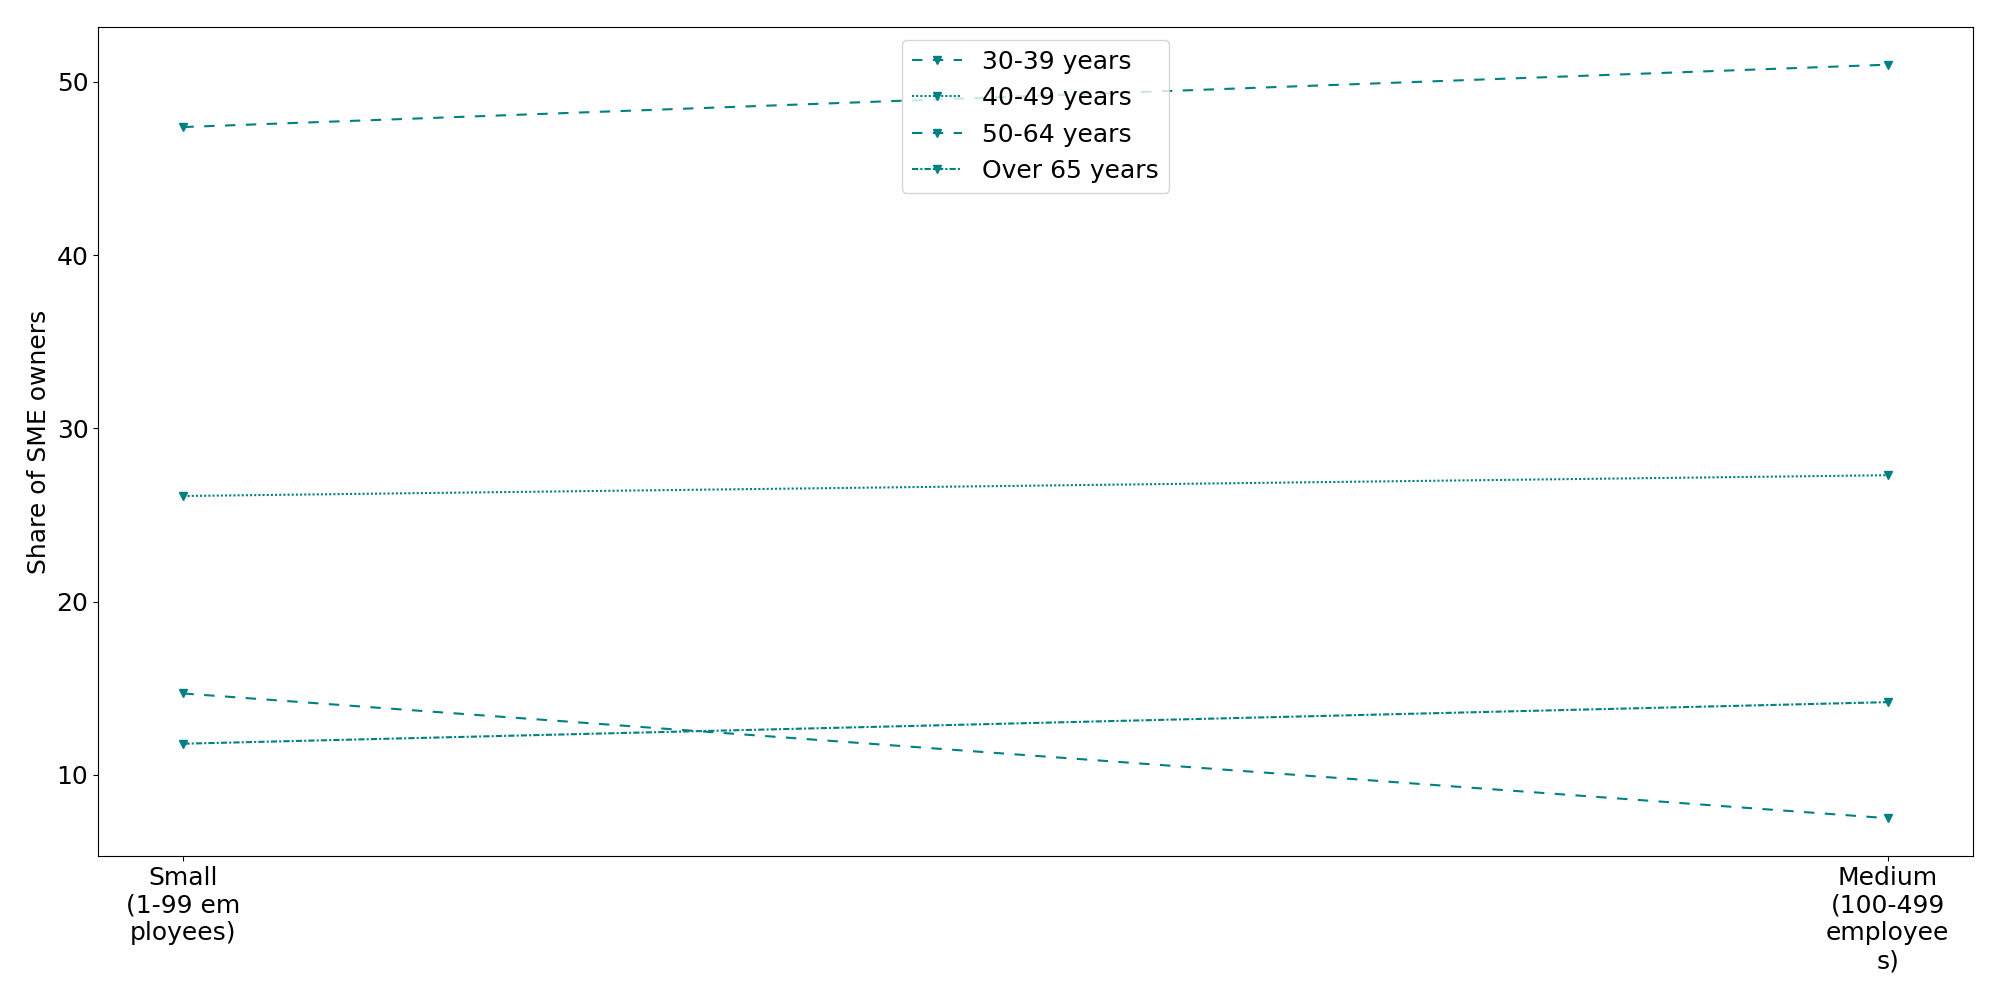 30-39 years
40-49 years
50-64 years
Over 65 years
Share of SME owners
50
40
30
20
10
Small
(1-99 em
ployees)
Medium
(100-499
employee
s)